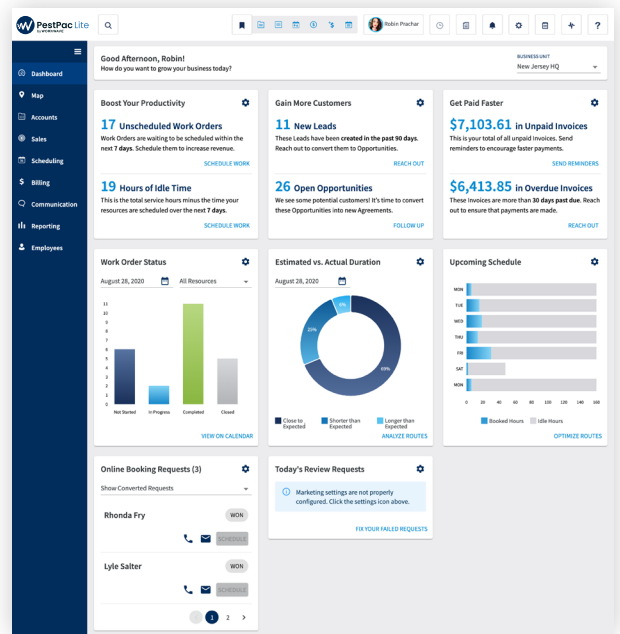 PestPac Lite
by WORKWAVE
Robin Prachar
?
Dashboard
Map
Accounts
Sales
Scheduling
Billing
Communication
Reporting
Employees
Good Afternoon, Robin!
How do you want to grow your business today?
BUSINESS UNIT
New Jersey HQ
Boost Your Productivity
17 Unscheduled Work Orders
Work Orders are waiting to be scheduled within the
next 7 days. Schedule them to increase revenue.
SCHEDULE WORK
19 Hours of Idle Time
This is the total service hours minus the time your
resources are scheduled over the next 7 days.
SCHEDULE WORK
Gain More Customers
11 New Leads
These Leads have been created in the past 90 days.
Reach out to convert them to Opportunities.
REACH OUT
26 Open Opportunities
We see some potential customers! It's time to convert
these Opportunities into new Agreements.
FOLLOW UP
Get Paid Faster
$7,103.61 in Unpaid Invoices
This is your total of all unpaid invoices. Send
reminders to encourage faster payments.
SEND REMINDERS
$6,413.85 in Overdue Invoices
These Invoices are more than 30 days past due. Reach
out to ensure that payments are made.
REACH OUT
Work Order Status
August 28, 2020
All Resources
11
10
9
8
7
6
5
4
3
2
1
0
Not Started In Progress Completed Closed
VIEW ON CALENDAR
Estimated vs. Actual Duration
August 28, 2020
6%
25%
69%
Close to Expected
Shorter than Expected
Longer than Expected
ANALYZE ROUTES
Upcoming Schedule
MON
TUE
WED
THU
FRI
SAT
MON
0 20 40 60 80 100 120 140 160
Booked Hours Idle Hours
OPTIMIZE ROUTES
Online Booking Requests (3)
Show Converted Requests
Rhonda Fry
WON
SCHEDULE
Lyle Salter
WON
SCHEDULE
1 2
Today's Review Requests
Marketing settings are not properly
configured. Click the settings icon above.
FIX YOUR FAILED REQUESTS